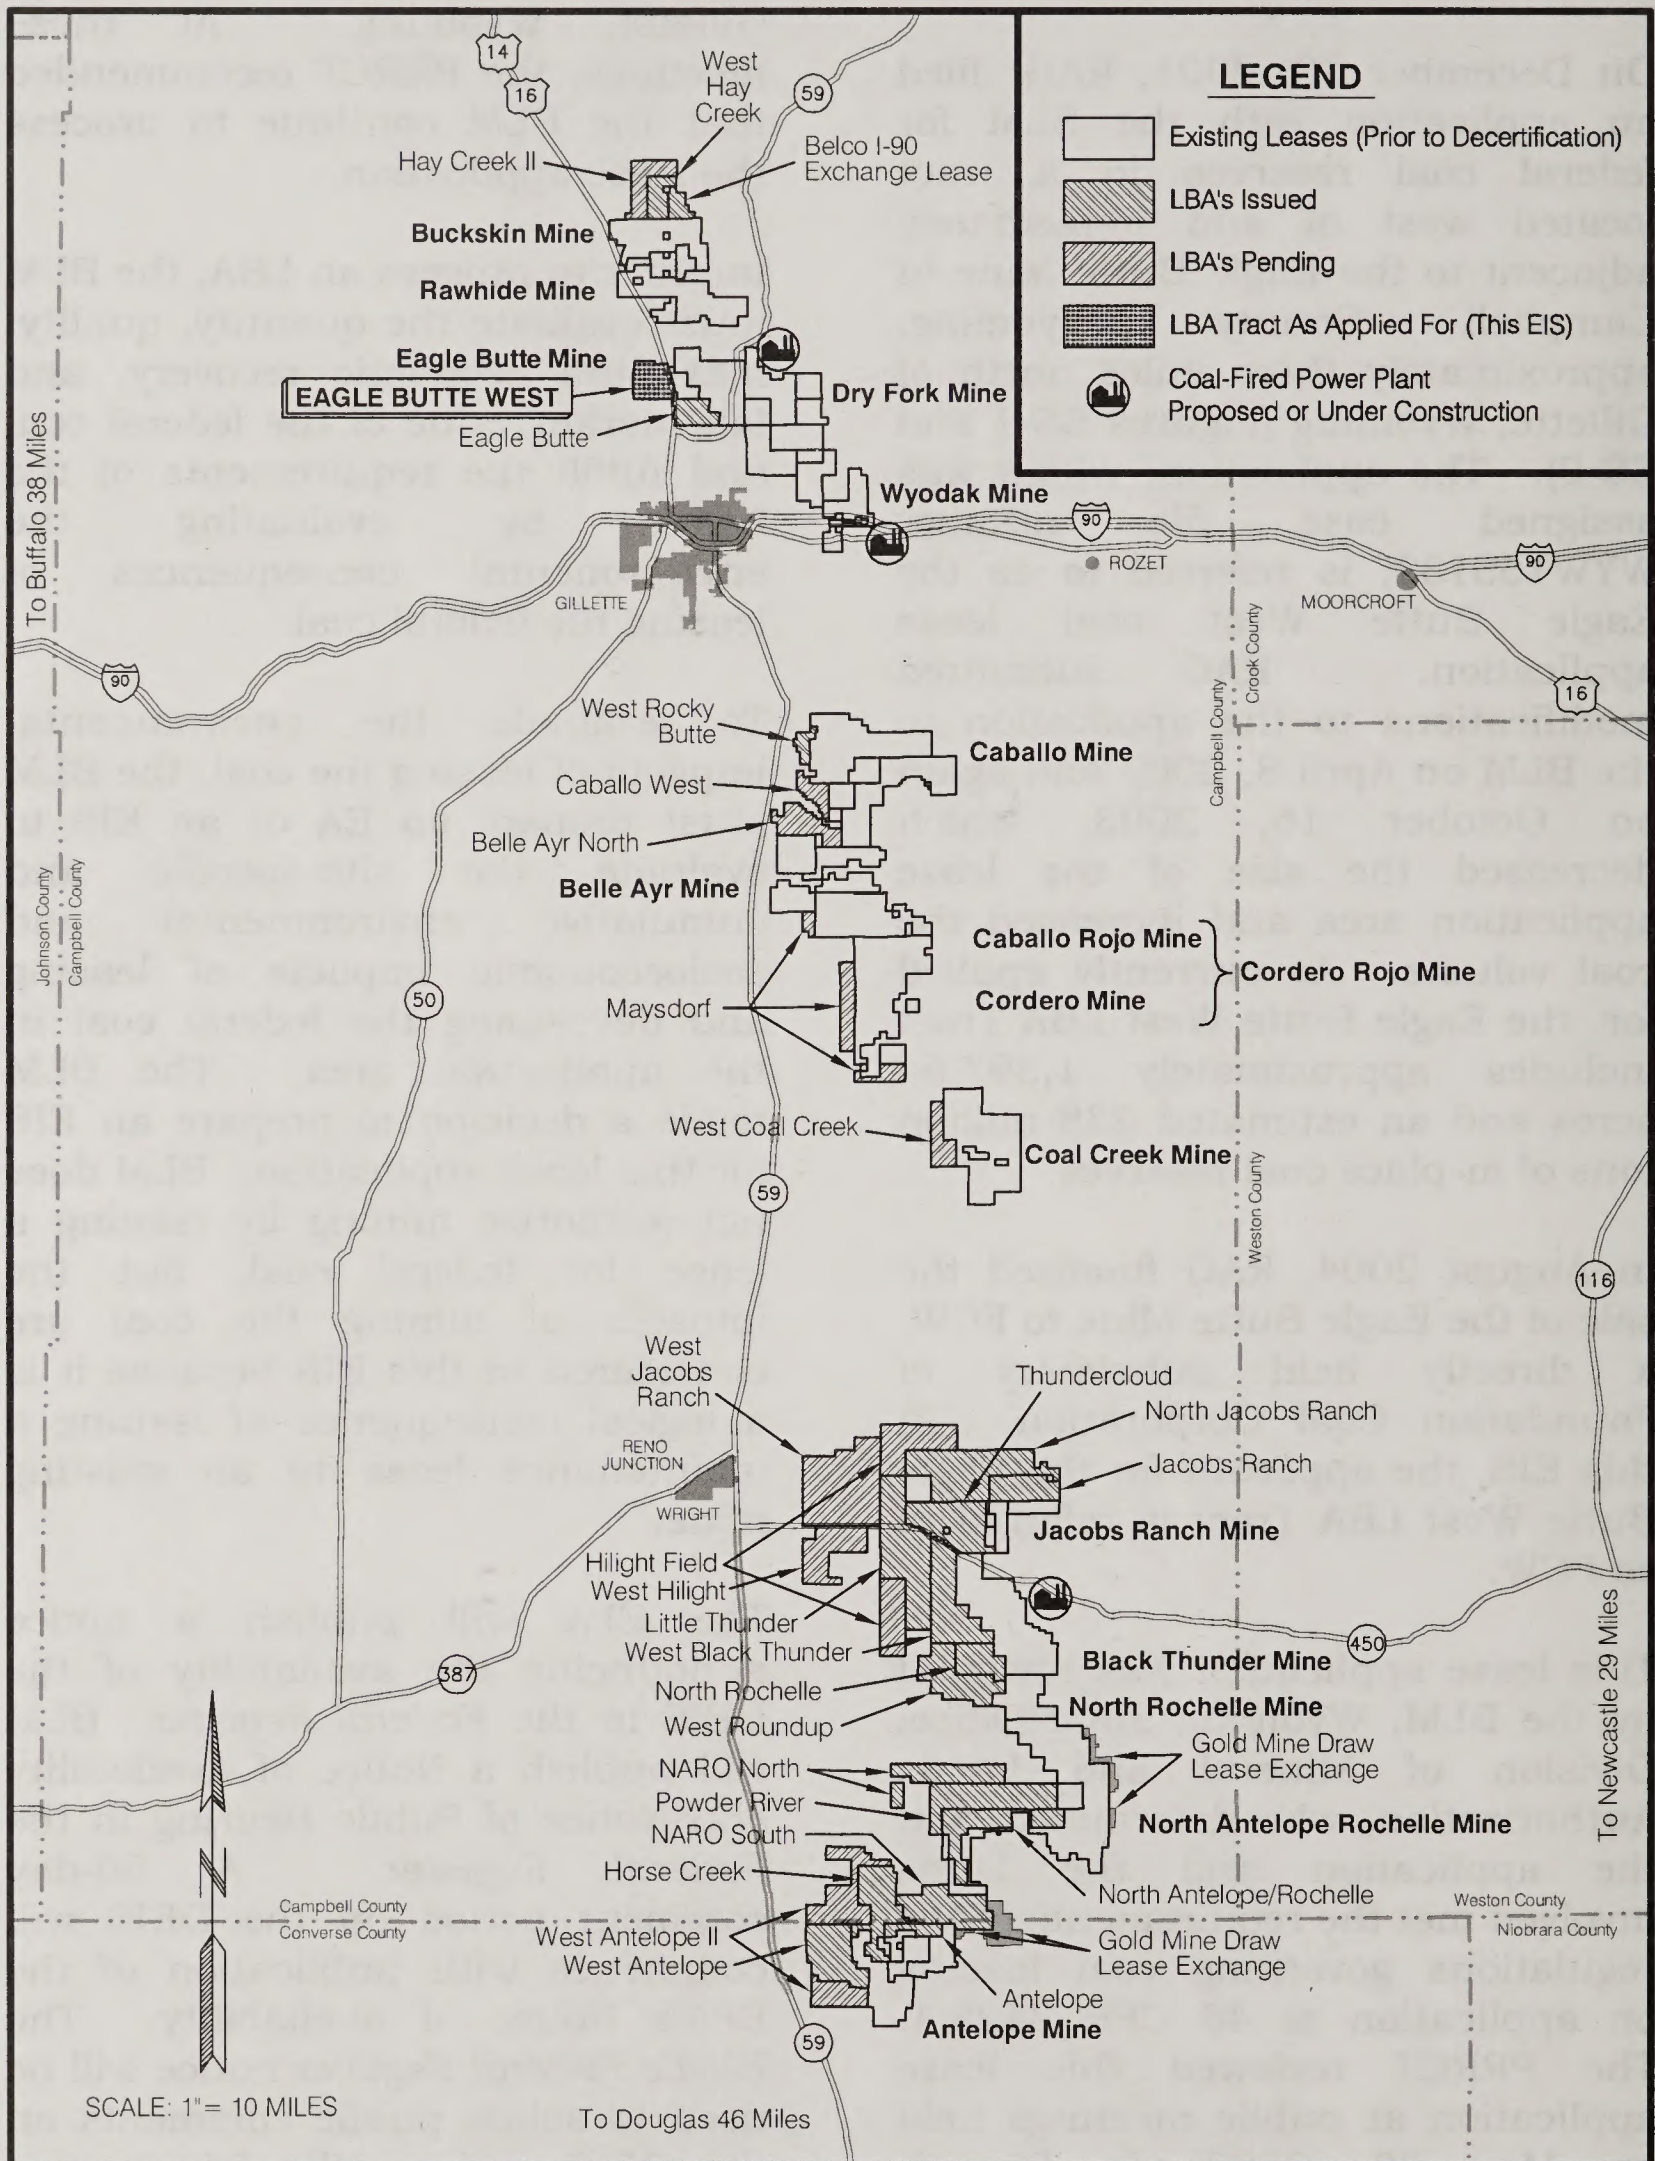 LEGEND
Existing Leases (Prior to Decertification)
LBA's Issued
LBA's Pending
LBA Tract As Applied For (This EIS)
Coal-Fired Power Plant
Proposed or Under Construction
14
16
59
West
Hay
Creek
Hay Creek II
Belco I-90
Exchange Lease
Buckskin Mine
Rawhide Mine
Eagle Butte Mine
EAGLE BUTTE WEST
Eagle Butte
Dry Fork Mine
Wyodak Mine
To Buffalo 38 Miles
90
ROZET
90
GILLETTE
MOORCROFT
90
16
Campbell County
Crook County
West Rocky
Butte
Caballo Mine
Caballo West
Belle Ayr North
Belle Ayr Mine
Johnson County
Campbell County
Caballo Rojo Mine
Cordero Rojo Mine
Cordero Mine
50
Maysdorf
West Coal Creek
Coal Creek Mine
59
Weston County
116
West
Jacobs
Ranch
Thundercloud
North Jacobs Ranch
RENO
JUNCTION
Jacobs Ranch
WRIGHT
Jacobs Ranch Mine
Hilight Field
West Hilight
Little Thunder
West Black Thunder
450
Black Thunder Mine
387
North Rochelle
North Rochelle Mine
West Roundup
Gold Mine Draw
Lease Exchange
NARO North
Powder River
North Antelope Rochelle Mine
NARO South
To Newcastle 29 Miles
Horse Creek
North Antelope/Rochelle
Campbell County
Converse County
Weston County
Niobrara County
West Antelope II
West Antelope
Gold Mine Draw
Lease Exchange
Antelope
Antelope Mine
N
59
SCALE: 1"= 10 MILES
To Douglas 46 Miles